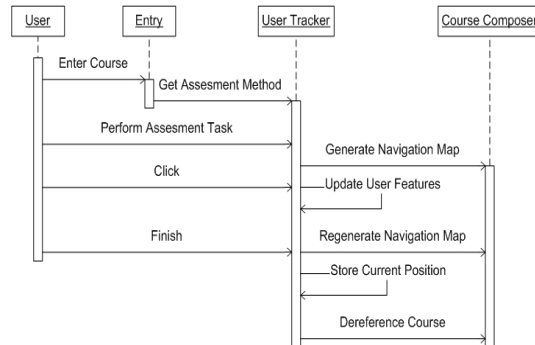 User
Entry
User Tracker
Course Composer
Enter Course
Get Assesment Method
Perform Assesment Task
Generate Navigation Map
Click
Update User Features
Finish
Regenerate Navigation Map
Store Current Position
Dereference Course